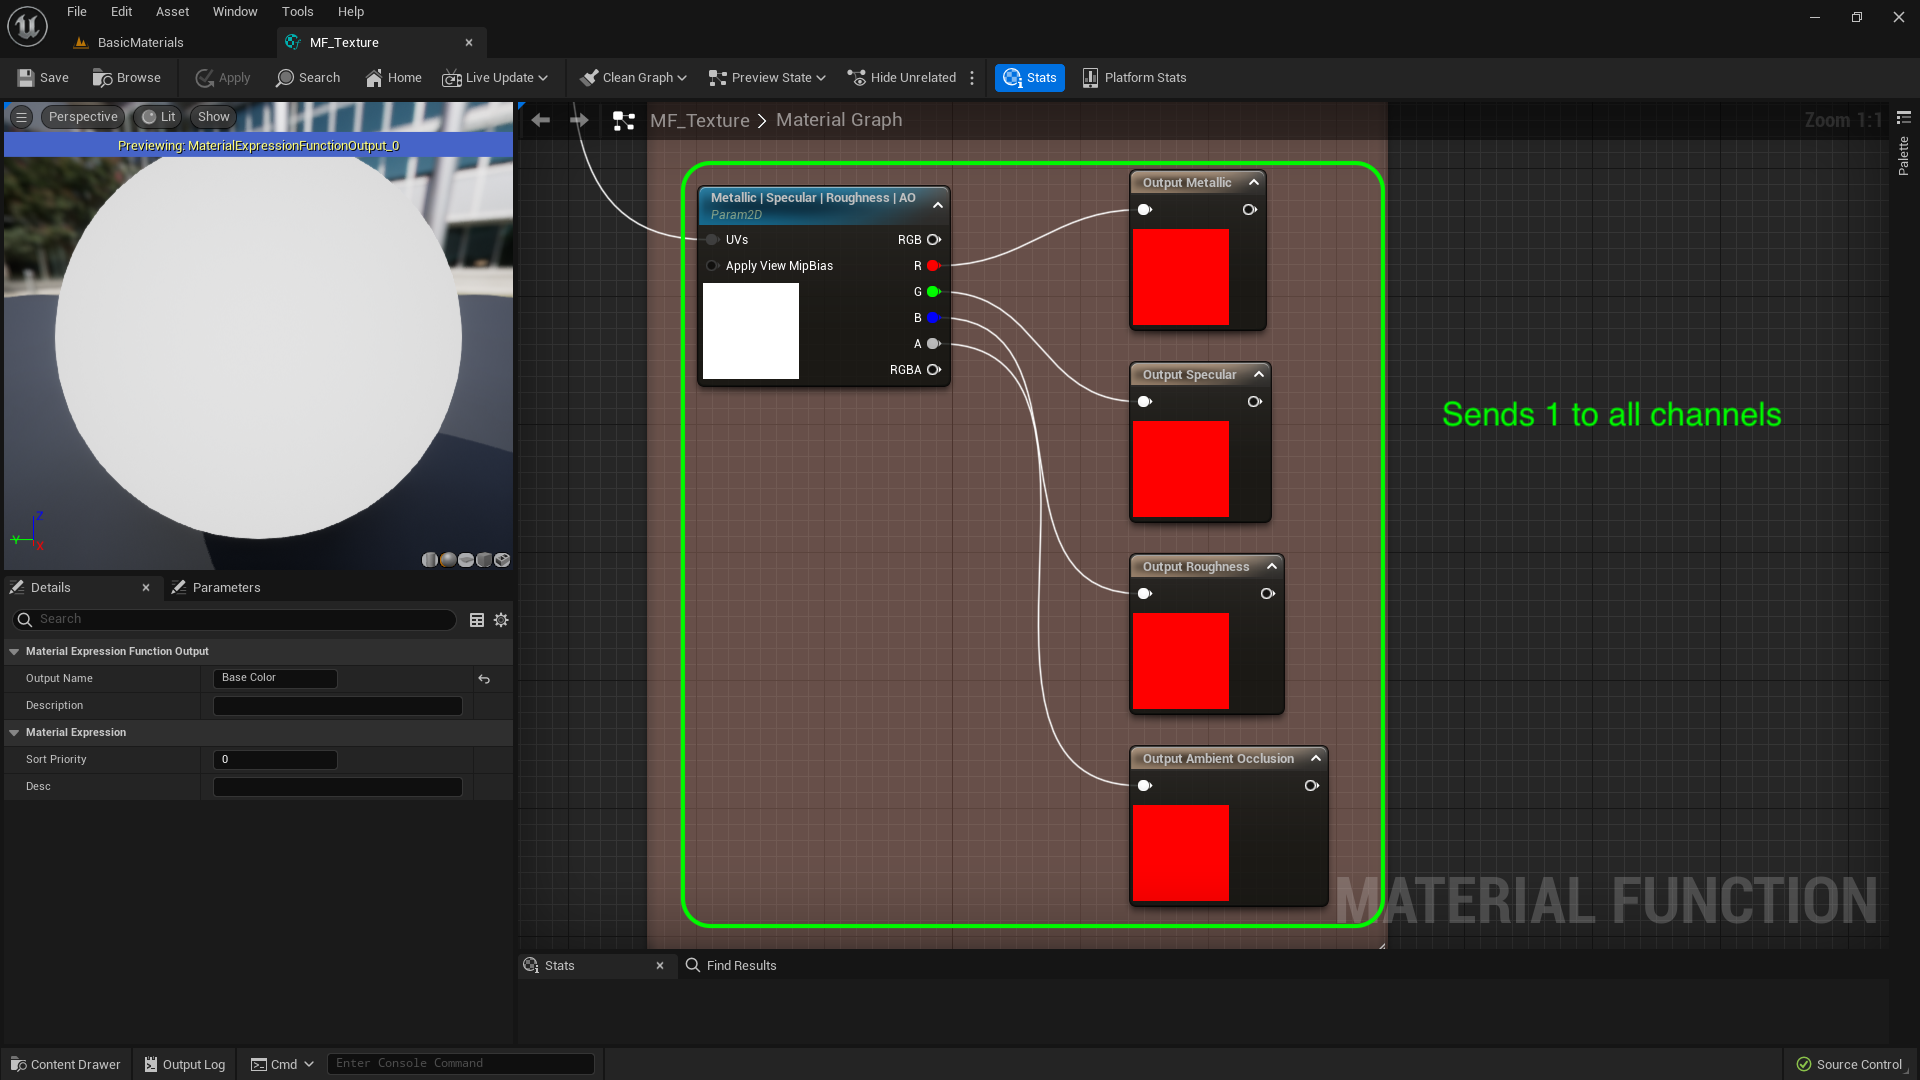 File Edit Asset Window Tools Help
BasicMaterials
MF_Texture
Save Browse Apply Search Home Live Update Clean Graph Preview State Hide Unrelated Stats Platform Stats
Perspective Lit Show
Previewing: MaterialExpressionFunctionOutput_0
Z
Y
X
MF_Texture > Material Graph
Zoom 1:1
Palette
Metallic | Specular | Roughness | AO
Param2D
UVs RGB
Apply View MipBias R
G
B
A
RGBA
Output Metallic
Output Specular
Output Roughness
Output Ambient Occlusion
Sends 1 to all channels
MATERIAL FUNCTION
Details Parameters
Search
Material Expression Function Output
Output Name Base Color
Description
Material Expression
Sort Priority 0
Desc
Stats Find Results
Content Drawer Output Log Cmd Enter Console Command Source Control